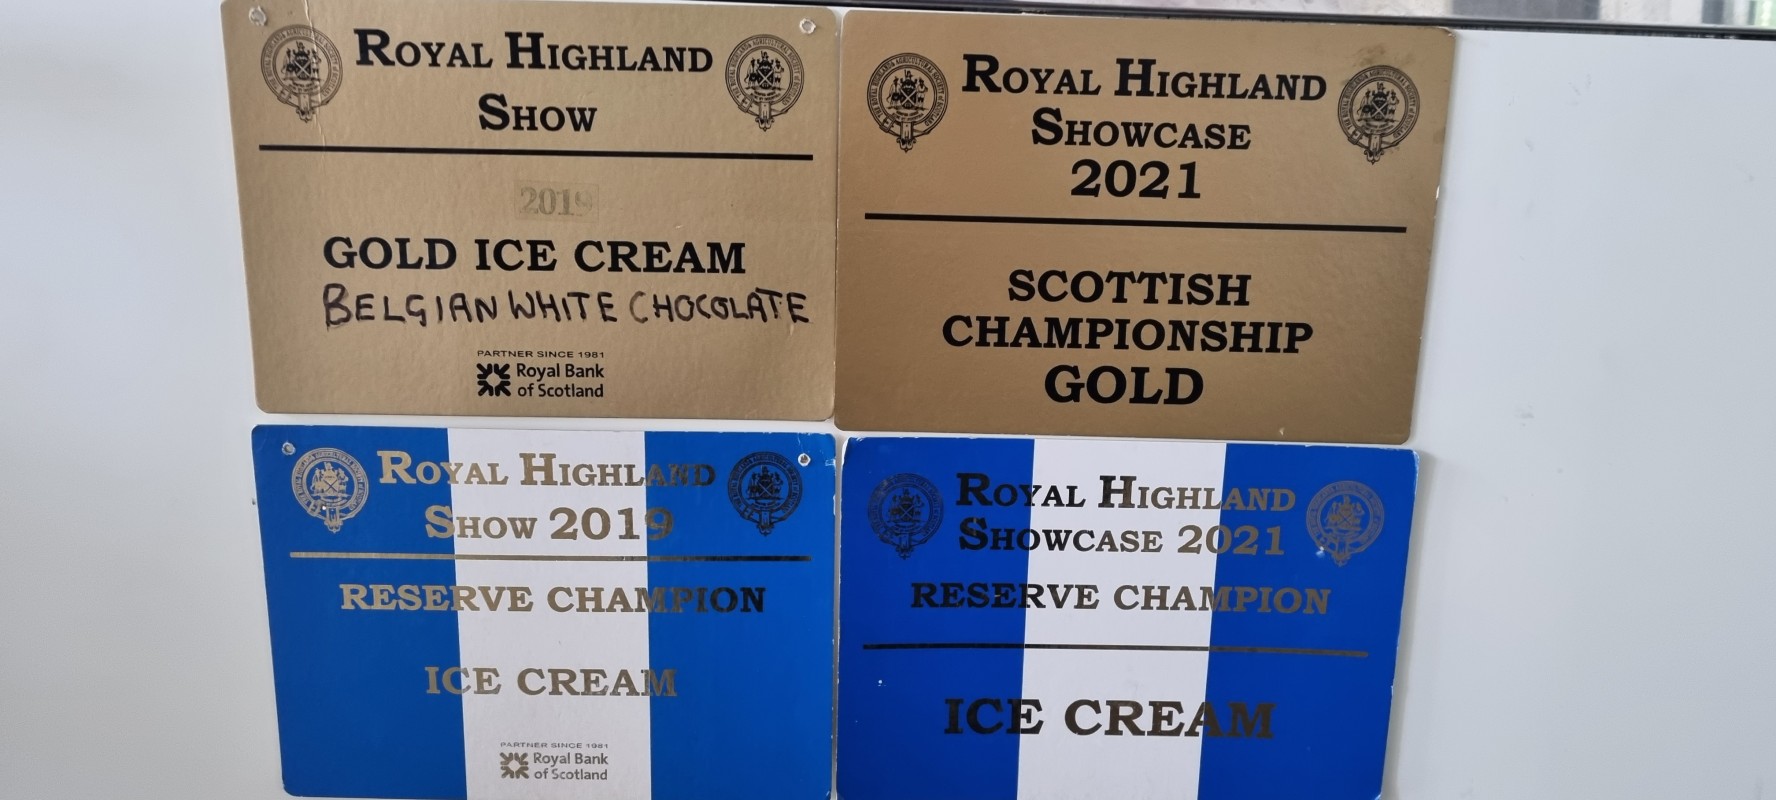 ROYAL HIGHLAND
SHOW
2019
GOLD ICE CREAM
BELGIAN WHITE CHOCOLATE
PARTNER SINCE 1981
Royal Bank
of Scotland
ROYAL HIGHLAND
SHOWCASE
2021
SCOTTISH
CHAMPIONSHIP
GOLD
ROYAL HIGHLAND
SHOW 2019
RESERVE CHAMPION
ICE CREAM
PARTNER SINCE 1981
Royal Bank
of Scotland
ROYAL HIGHLAND
SHOWCASE 2021
RESERVE CHAMPION
ICE CREAM